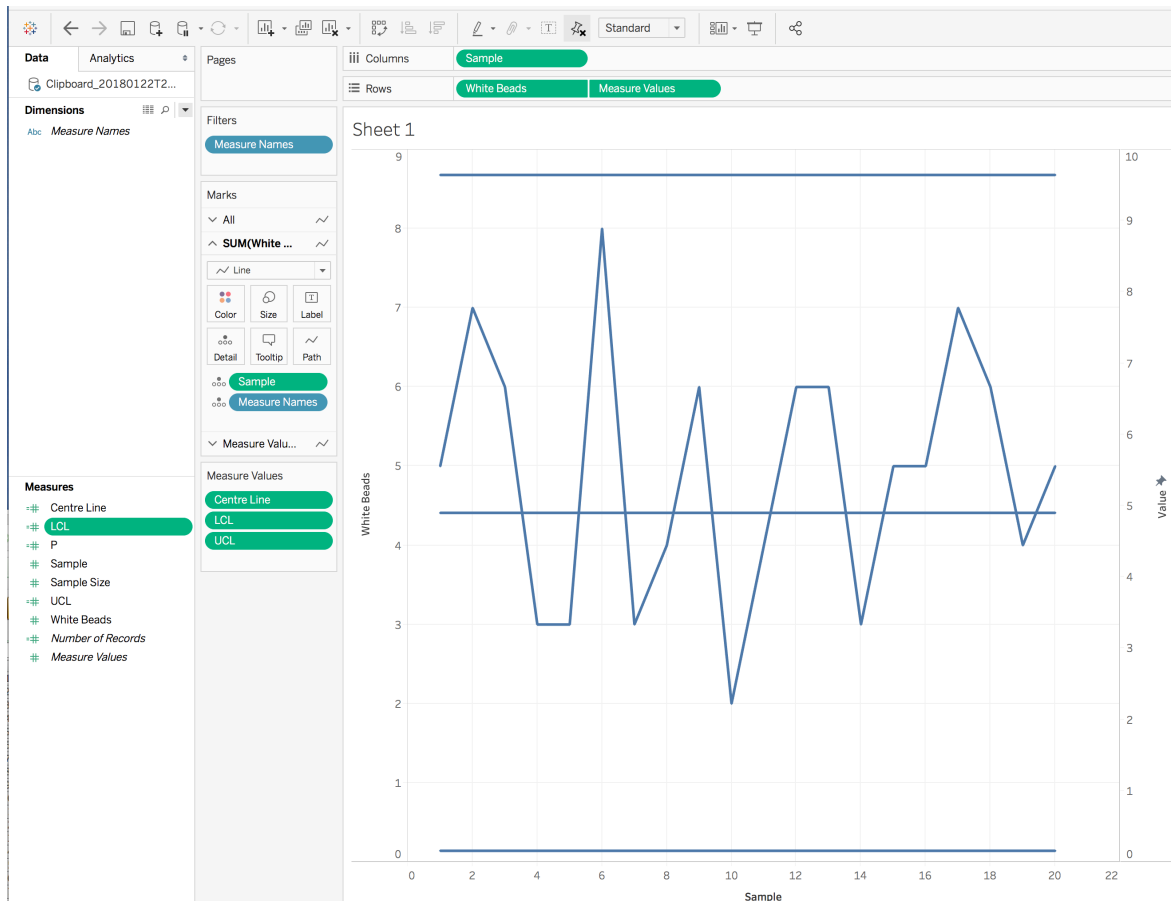 Standard
Data
Analytics
Clipboard_20180122T2...
Dimensions
Abc Measure Names
Measures
Centre Line
LCL
P
Sample
Sample Size
UCL
White Beads
Number of Records
Measure Values
Pages
Filters
Measure Names
Marks
All
SUM(White ...
Line
Color Size Label
Detail Tooltip Path
Sample
Measure Names
Measure Valu...
Measure Values
Centre Line
LCL
UCL
Columns Sample
Rows White Beads Measure Values
Sheet 1
White Beads
9
8
7
6
5
4
3
2
1
0
0 2 4 6 8 10 12 14 16 18 20 22
Sample
10
9
8
7
6
5
4
3
2
1
0
Value